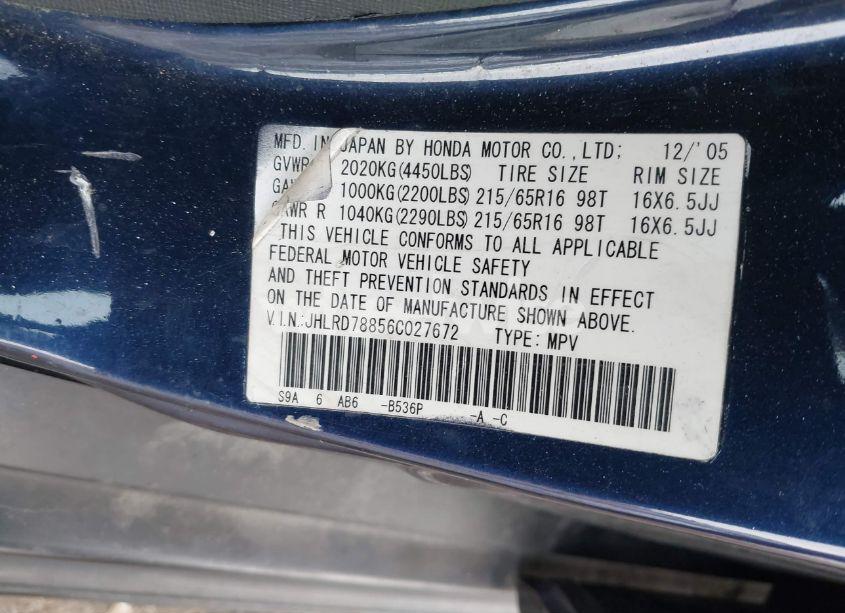 MFD. IN JAPAN BY HONDA MOTOR CO.,LTD; 12/'05
GVWR 2020KG(4450LBS) TIRE SIZE RIM SIZE
1000KG(2200LBS) 215/65R16 98T 16X6.5JJ
GAWR R 1040KG(2290LBS) 215/65R16 98T 16X6.5JJ
THIS VEHICLE CONFORMS TO ALL APPLICABLE
FEDERAL MOTOR VEHICLE SAFETY
AND THEFT PREVENTION STANDARDS IN EFFECT
ON THE DATE OF MANUFACTURE SHOWN ABOVE.
V.I.N.:JHLRD78856C027672 TYPE: MPV
S9A 6 AB6 -B536P -A -C